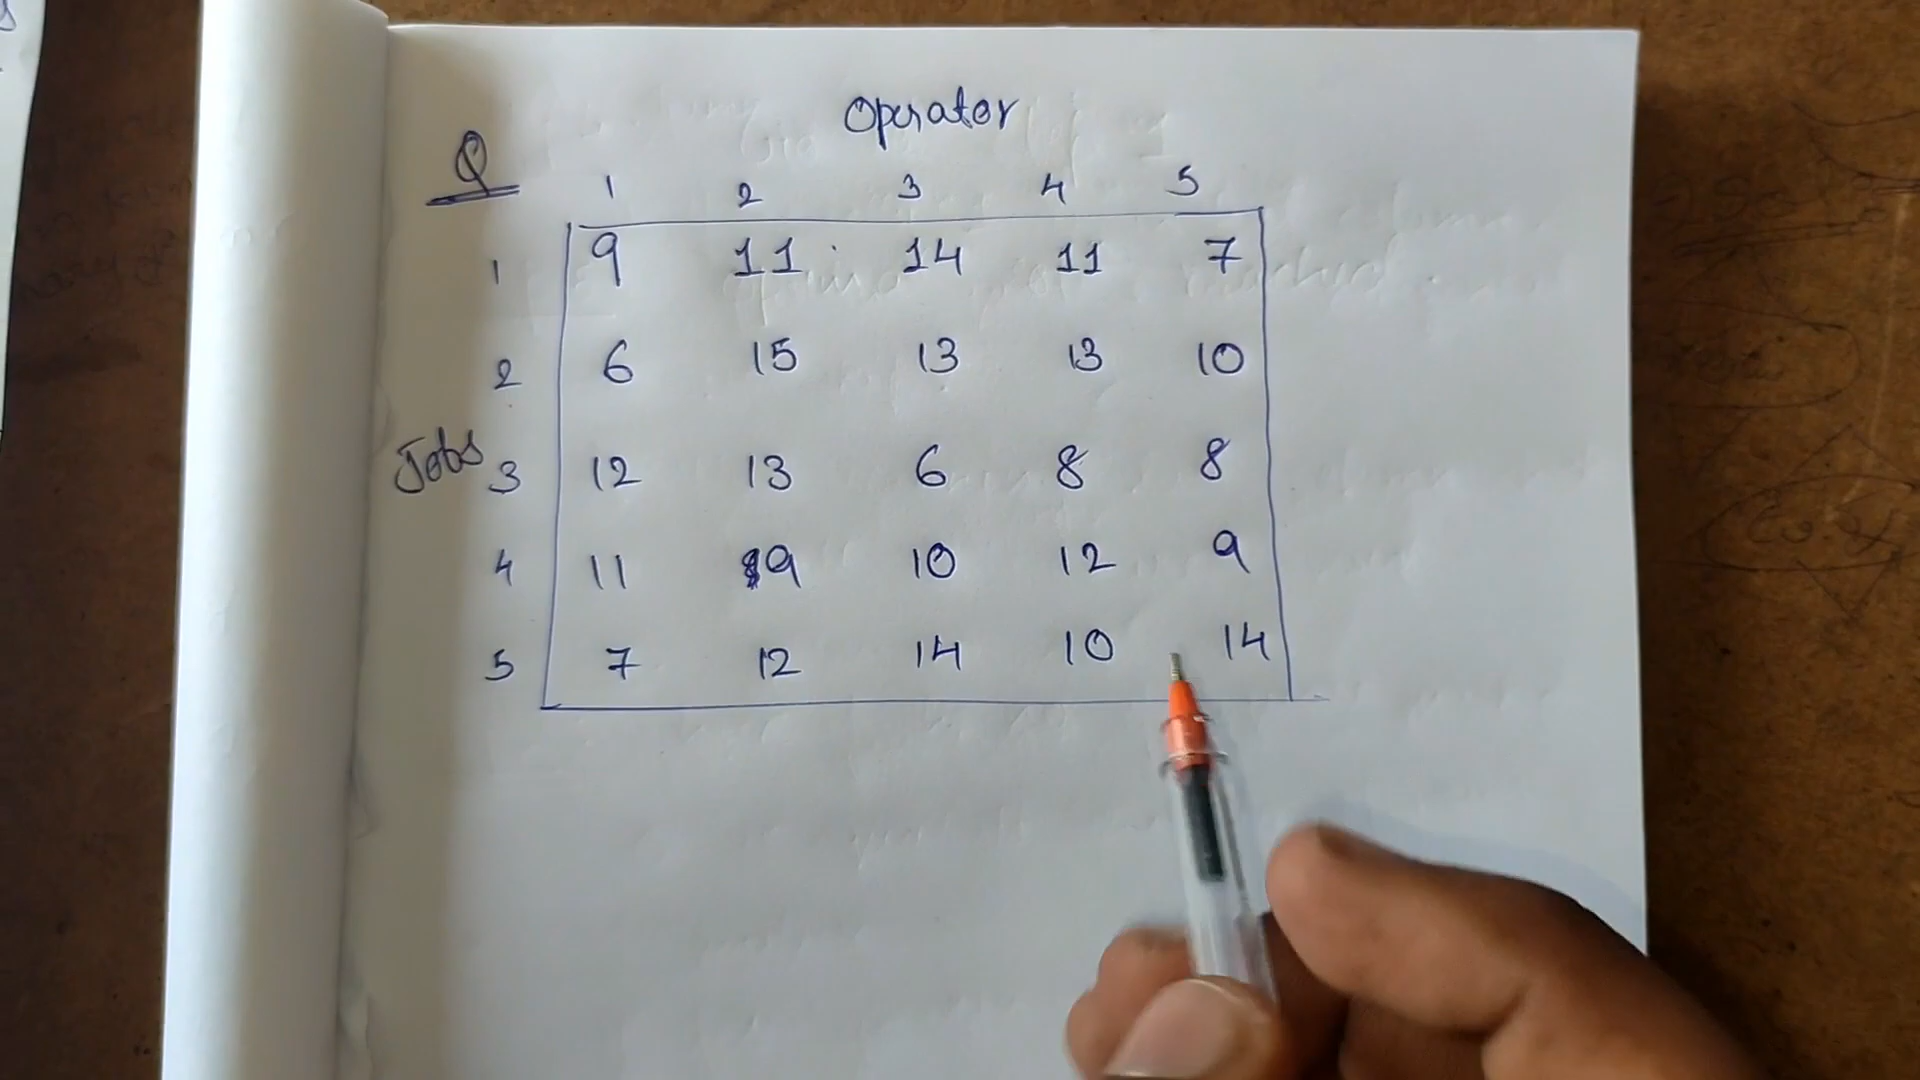 Operator
Q
1 2 3 4 5
1 9 11 14 11 7
2 6 15 13 13 10
Jobs 3 12 13 6 8 8
4 11 9 10 12 9
5 7 12 14 10 14